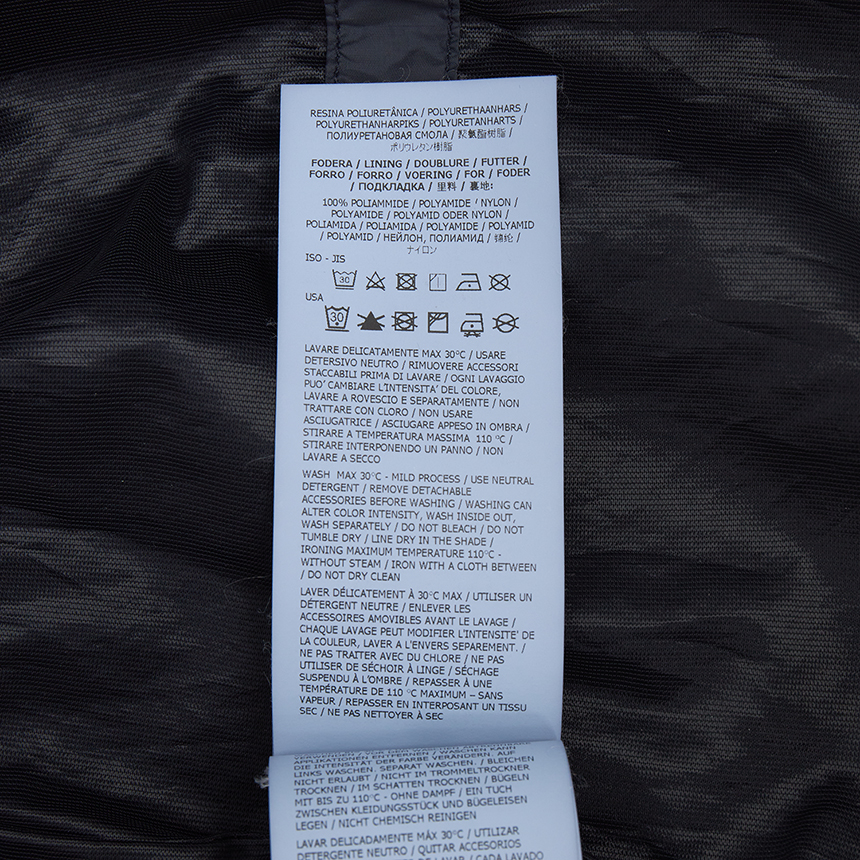 RESINA POLIURETÂNICA / POLYURETHAANHARS /
POLYURETHANHARPIKS / POLYURETANHARTS /
ПОЛИУРЕТАНОВАЯ СМОЛА / 聚氨酯树脂 /
ポリウレタン樹脂
FODERA / LINING / DOUBLURE / FUTTER /
FORRO / FORRO / VOERING / FOR / FODER
/ ПОДКЛАДКА / 里料 / 裏地:
100% POLIAMMIDE / POLYAMIDE ' NYLON /
POLYAMIDE / POLYAMID ODER NYLON /
POLIAMIDA / POLIAMIDA / POLYAMIDE / POLYAMID
/ POLYAMID / НЕЙЛОН, ПОЛИАМИД / 锦纶 /
ナイロン
ISO - JIS
30
USA
30
LAVARE DELICATAMENTE MAX 30°C / USARE
DETERSIVO NEUTRO / RIMUOVERE ACCESSORI
STACCABILI PRIMA DI LAVARE / OGNI LAVAGGIO
PUO' CAMBIARE L'INTENSITA' DEL COLORE,
LAVARE A ROVESCIO E SEPARATAMENTE / NON
TRATTARE CON CLORO / NON USARE
ASCIUGATRICE / ASCIUGARE APPESO IN OMBRA /
STIRARE A TEMPERATURA MASSIMA 110 °C /
STIRARE INTERPONENDO UN PANNO / NON
LAVARE A SECCO
WASH MAX 30°C - MILD PROCESS / USE NEUTRAL
DETERGENT / REMOVE DETACHABLE
ACCESSORIES BEFORE WASHING / WASHING CAN
ALTER COLOR INTENSITY, WASH INSIDE OUT,
WASH SEPARATELY / DO NOT BLEACH / DO NOT
TUMBLE DRY / LINE DRY IN THE SHADE /
IRONING MAXIMUM TEMPERATURE 110°C -
WITHOUT STEAM / IRON WITH A CLOTH BETWEEN
/ DO NOT DRY CLEAN
LAVER DÉLICATEMENT À 30°C MAX / UTILISER UN
DÉTERGENT NEUTRE / ENLEVER LES
ACCESSOIRES AMOVIBLES AVANT LE LAVAGE /
CHAQUE LAVAGE PEUT MODIFIER L'INTENSITE' DE
LA COULEUR, LAVER A L'ENVERS SEPAREMENT. /
NE PAS TRAITER AVEC DU CHLORE / NE PAS
UTILISER DE SÉCHOIR À LINGE / SÉCHAGE
SUSPENDU À L'OMBRE / REPASSER À UNE
TEMPÉRATURE DE 110 °C MAXIMUM – SANS
VAPEUR / REPASSER EN INTERPOSANT UN TISSU
SEC / NE PAS NETTOYER À SEC
APPLIKATIONEN ENTFERNEN / WASCHEN KANN
DIE INTENSITÄT DER FARBE VERÄNDERN. AUF
LINKS WASCHEN. SEPARAT WASCHEN. / BLEICHEN
NICHT ERLAUBT / NICHT IM TROMMELTROCKNER
TROCKNEN / IM SCHATTEN TROCKNEN / BÜGELN
MIT BIS ZU 110°C - OHNE DAMPF / EIN TUCH
ZWISCHEN KLEIDUNGSSTÜCK UND BÜGELEISEN
LEGEN / NICHT CHEMISCH REINIGEN
LAVAR DELICADAMENTE MÁX 30°C / UTILIZAR
DETERGENTE NEUTRO / QUITAR ACCESORIOS
DE LAVAR / CADA LAVADO